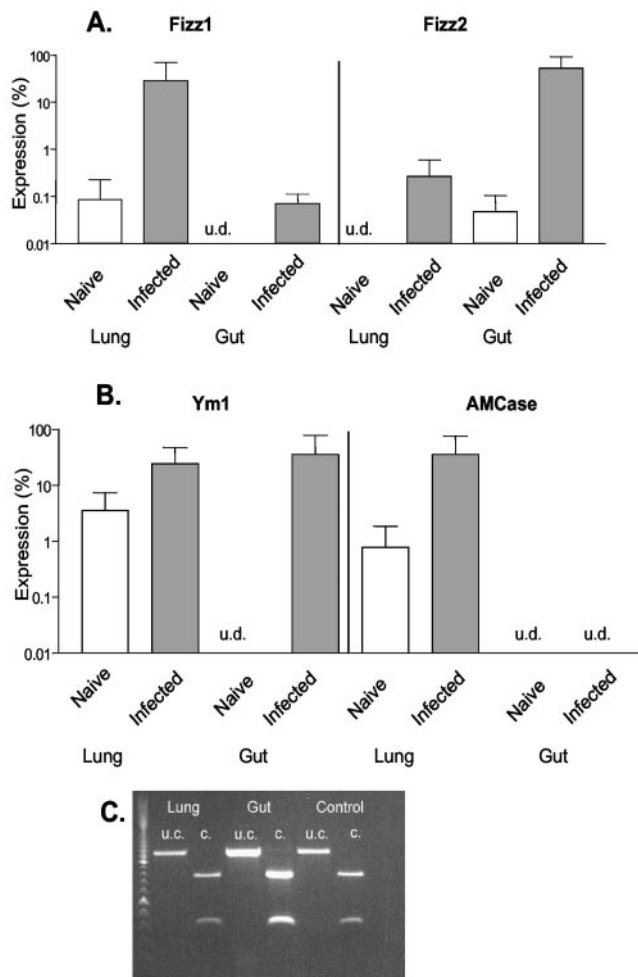 A.
Fizz1 Fizz2
Expression (%)
100
10
1
0.1
0.01
u.d. u.d.
Naive Infected Naive Infected Naive Infected Naive Infected
Lung Gut Lung Gut
B.
Ym1 AMCase
Expression (%)
100
10
1
0.1
0.01
u.d. u.d. u.d.
Naive Infected Naive Infected Naive Infected Naive Infected
Lung Gut Lung Gut
C.
Lung Gut Control
u.c. c. u.c. c. u.c. c.